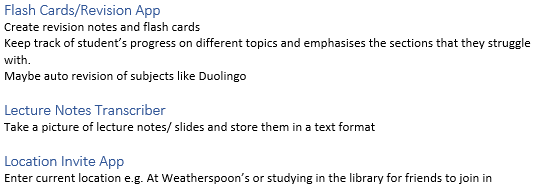 Flash Cards/Revision App
Create revision notes and flash cards
Keep track of student's progress on different topics and emphasises the sections that they struggle
with.
Maybe auto revision of subjects like Duolingo
Lecture Notes Transcriber
Take a picture of lecture notes/ slides and store them in a text format
Location Invite App
Enter current location e.g. At Weatherspoon's or studying in the library for friends to join in